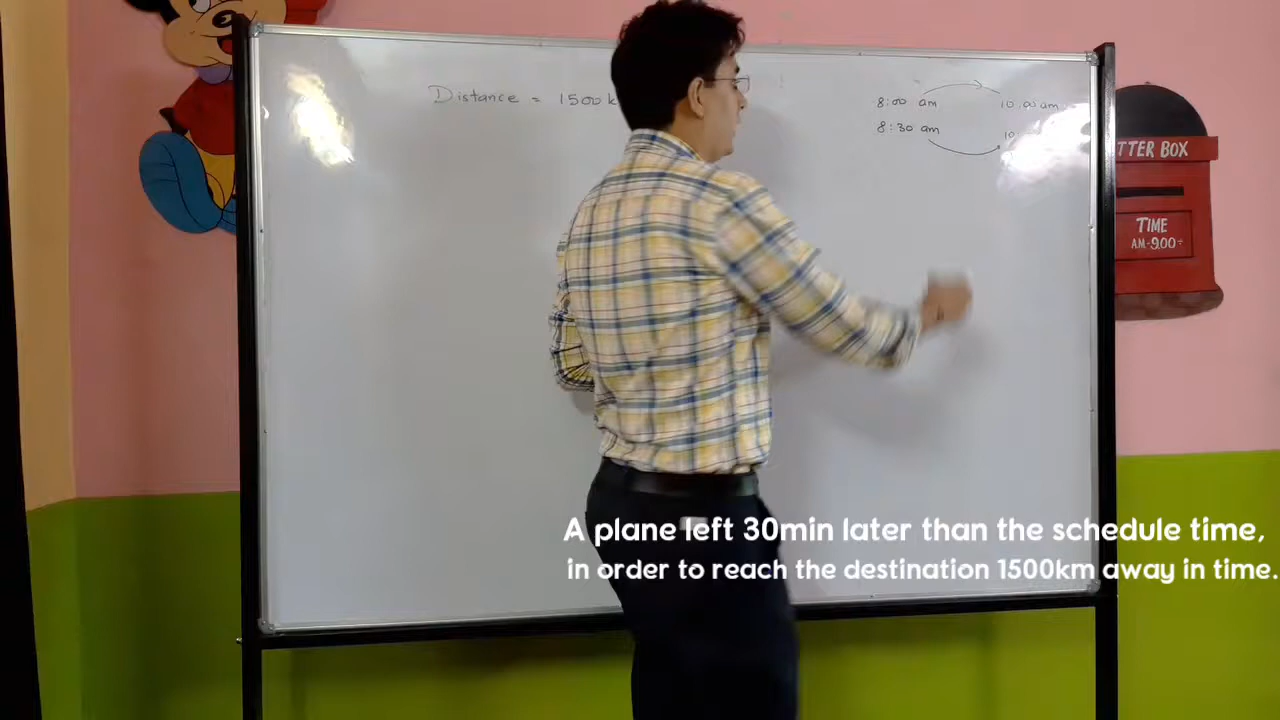 Distance = 1500 k
8:00 am 10:00 am
8:30 am 10
TTER BOX
TIME
A.M-9.00
A plane left 30min later than the schedule time,
in order to reach the destination 1500km away in time.